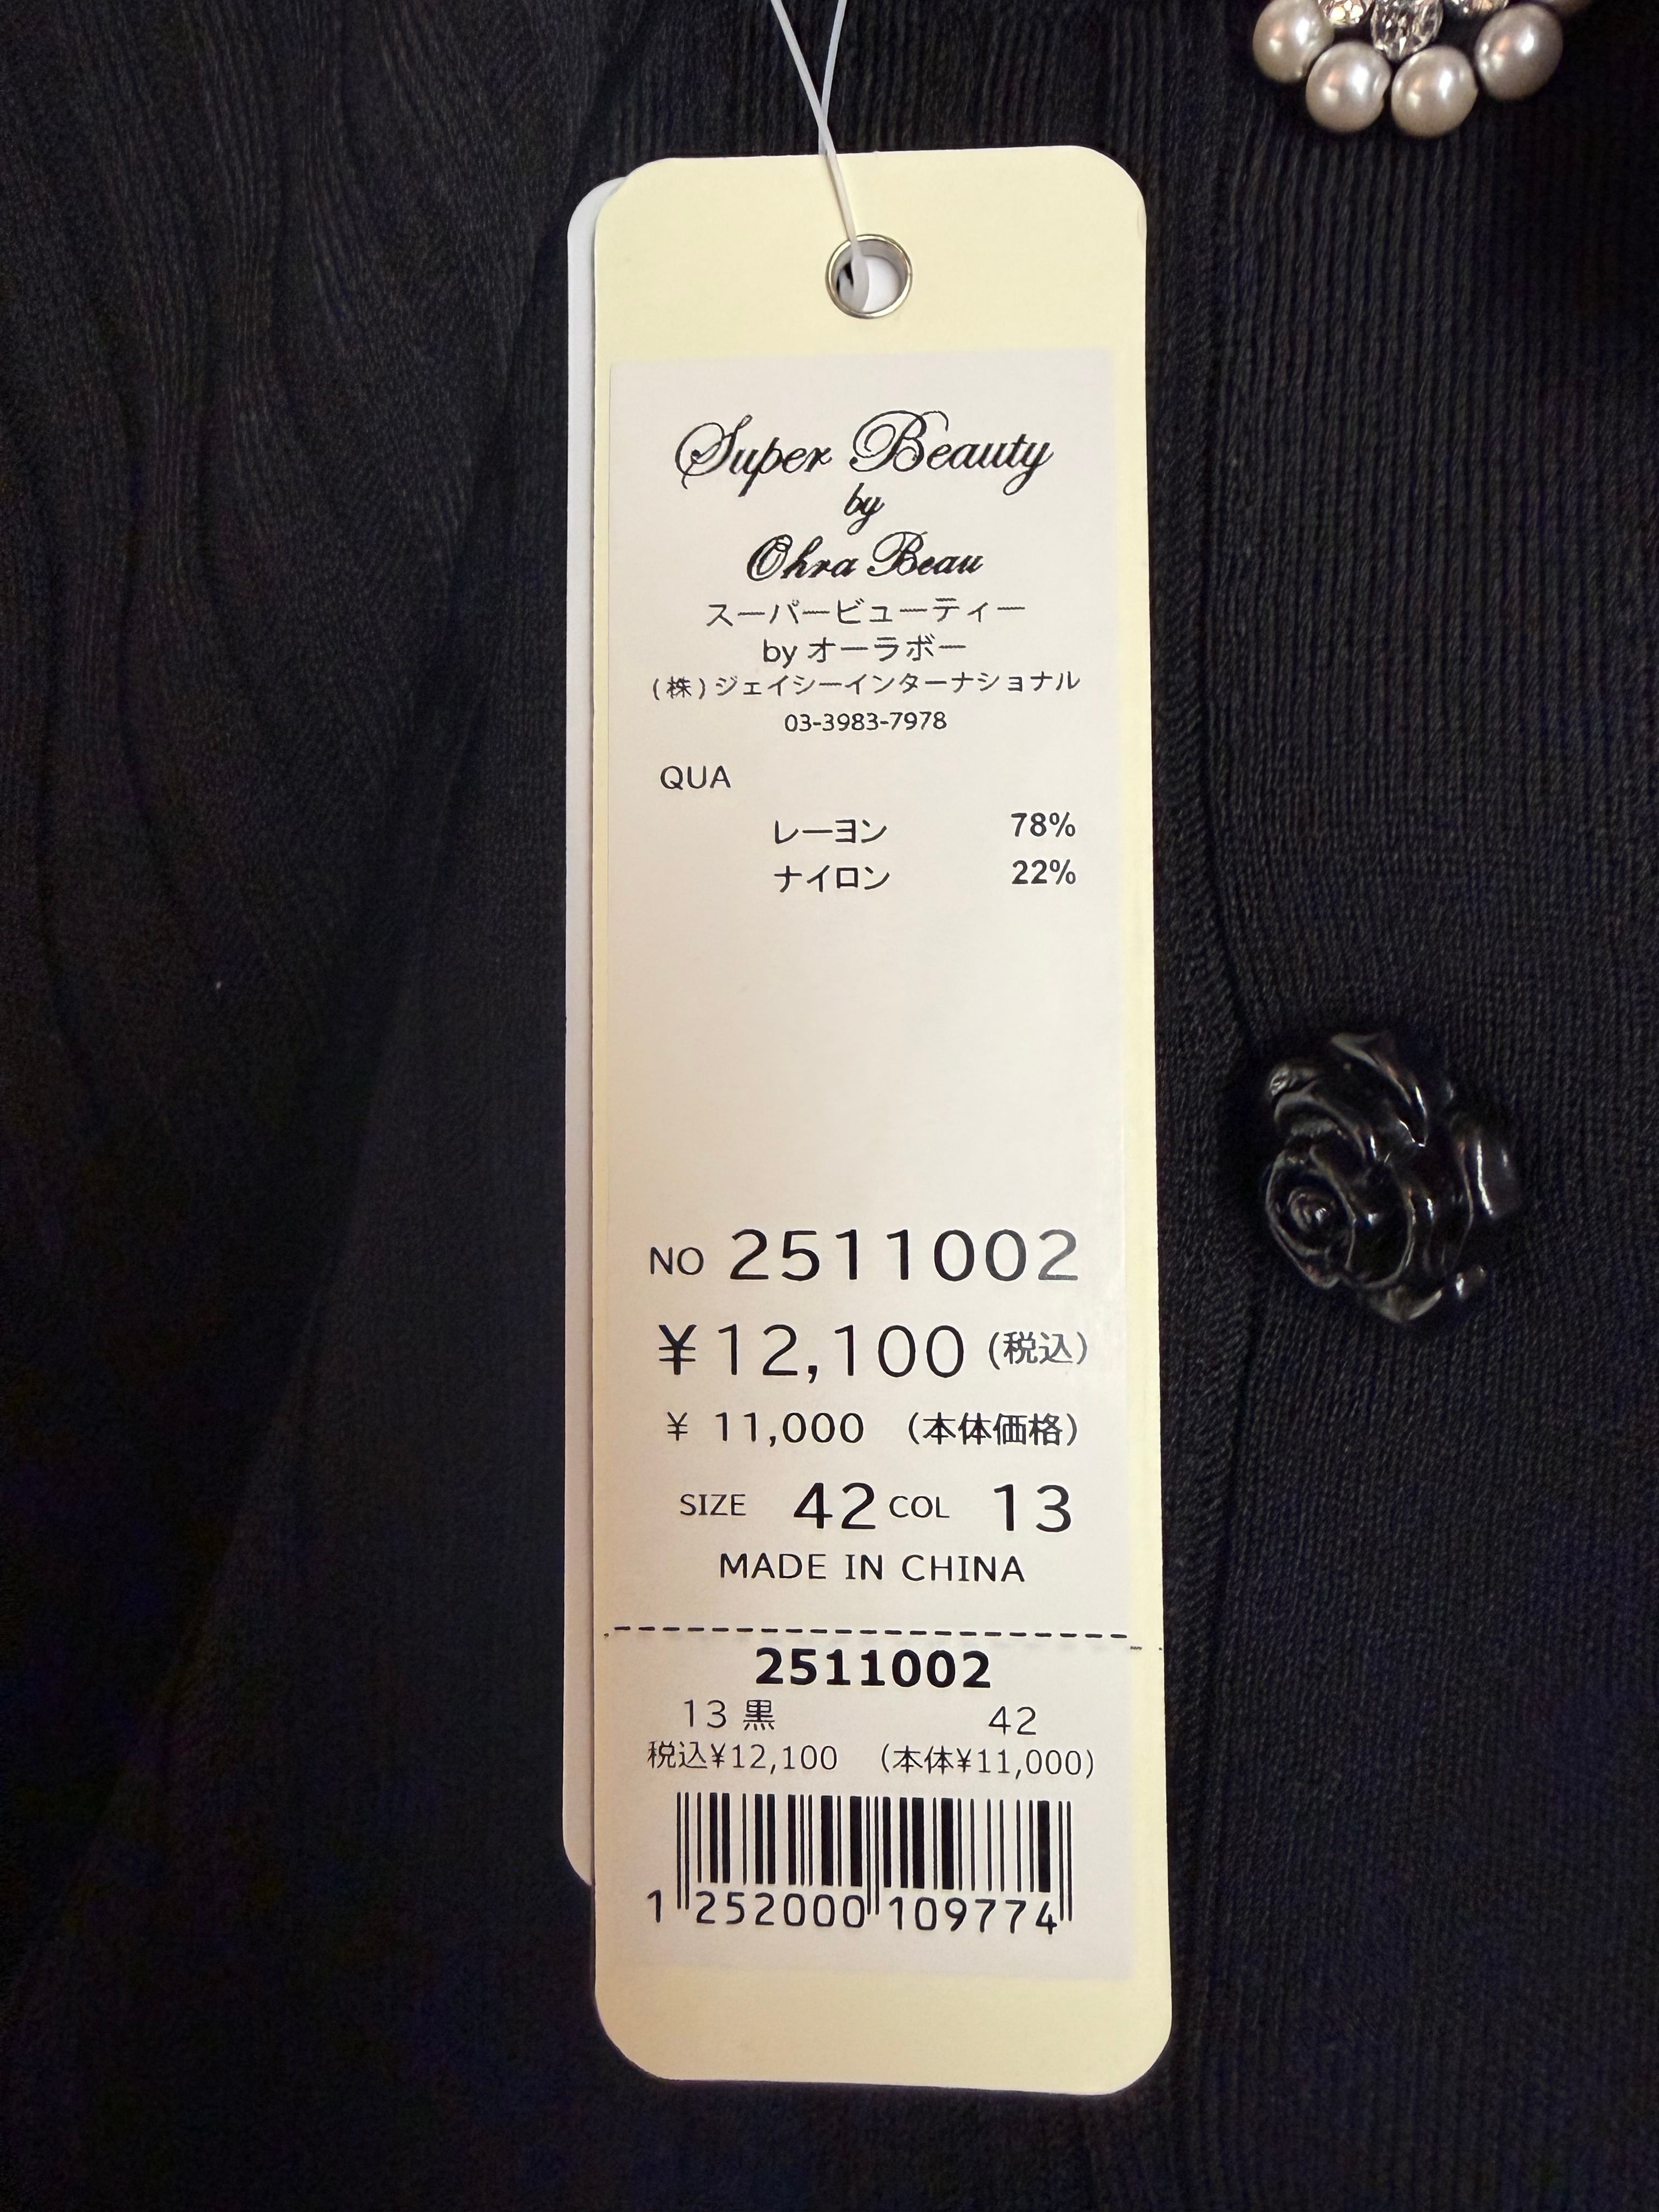 Super Beauty
by
Ohra Beau
スーパービューティー
by オーラボー
(株)ジェイシーインターナショナル
03-3983-7978
QUA
レーヨン 78%
ナイロン 22%
NO 2511002
¥12,100 (税込)
¥ 11,000 (本体価格)
SIZE 42 COL 13
MADE IN CHINA
2511002
13 黒 42
税込¥12,100 (本体¥11,000)
1 252000 109774